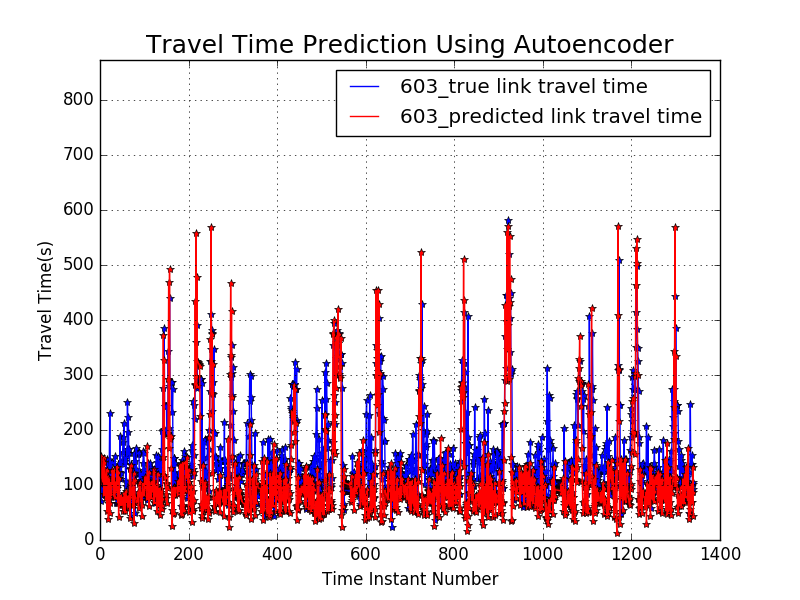 Travel Time Prediction Using Autoencoder
603_true link travel time
603_predicted link travel time
800
700
600
500
400
300
200
100
0
Travel Time(s)
0 200 400 600 800 1000 1200 1400
Time Instant Number